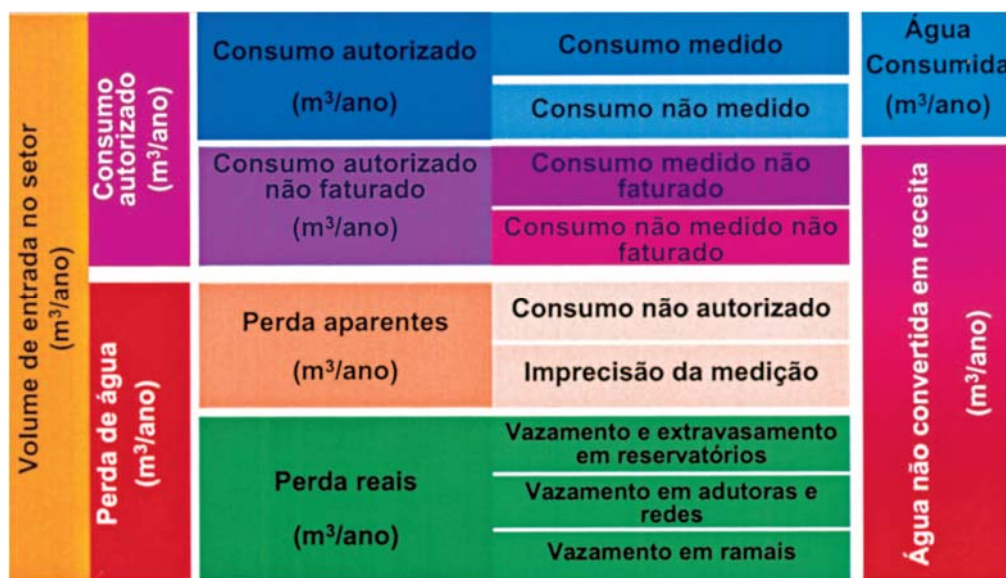 Volume de entrada no setor
(m³/ano)
Consumo
autorizado
(m³/ano)
Perda de água
(m³/ano)
Consumo autorizado
(m³/ano)
Consumo autorizado
não faturado
(m³/ano)
Perda aparentes
(m³/ano)
Perda reais
(m³/ano)
Consumo medido
Consumo não medido
Consumo medido não
faturado
Consumo não medido não
faturado
Consumo não autorizado
Imprecisão da medição
Vazamento e extravasamento
em reservatórios
Vazamento em adutoras e
redes
Vazamento em ramais
Água
Consumida
(m³/ano)
Água não convertida em receita
(m³/ano)